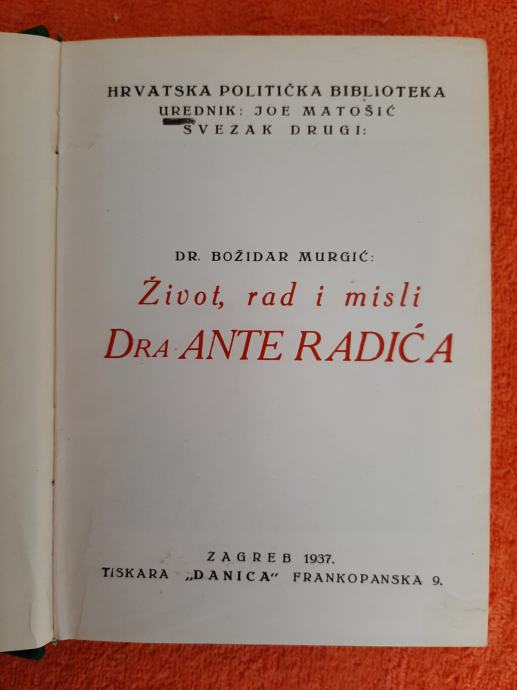 HRVATSKA POLITIČKA BIBLIOTEKA
UREDNIK: JOE MATOŠIĆ
SVEZAK DRUGI:
DR. BOŽIDAR MURGIĆ:
Život, rad i misli
DRA ANTE RADIĆA
ZAGREB 1937.
TISKARA „DANICA" FRANKOPANSKA 9.